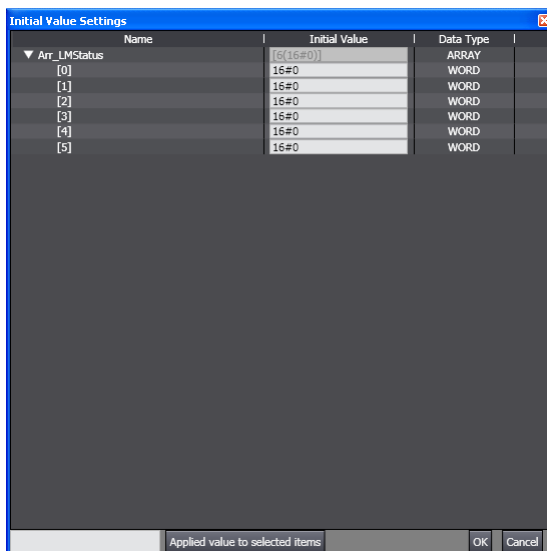 Initial Value Settings
Name Initial Value Data Type
▼ Arr_LMStatus [6(16#0)] ARRAY
[0] 16#0 WORD
[1] 16#0 WORD
[2] 16#0 WORD
[3] 16#0 WORD
[4] 16#0 WORD
[5] 16#0 WORD
Applied value to selected items OK Cancel